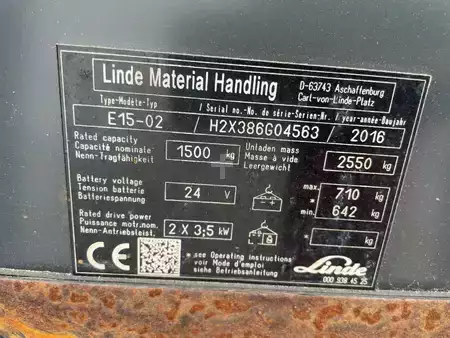 Linde Material Handling
D-63743 Aschaffenburg
Carl-von-Linde-Platz
Type-Modèle-Typ / Serial no.-No. de série-Serien-Nr. / year-année-Baujahr
E15-02 / H2X386G04563 / 2016
Rated capacity
Capacité nominale
Nenn-Tragfähigkeit
1500 kg
Unladen mass
Masse à vide
Leergewicht
2550 kg
Battery voltage
Tension batterie
Batteriespannung
24 V
max. 710 kg
min. 642 kg
Rated drive power
Puissance motr.nom.
Nenn-Antriebsleist.
2 X 3;5 kW
kg
CE
see Operating instructions
voir Mode d'emploi
siehe Betriebsanleitung
Linde
000 938 45 25